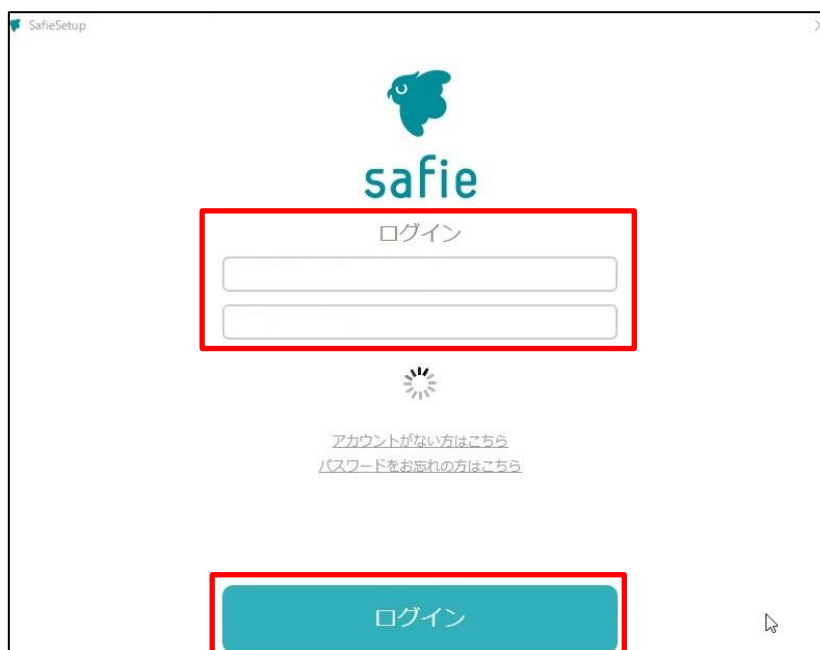 SafieSetup
safie
ログイン
アカウントがない方はこちら
パスワードをお忘れの方はこちら
ログイン